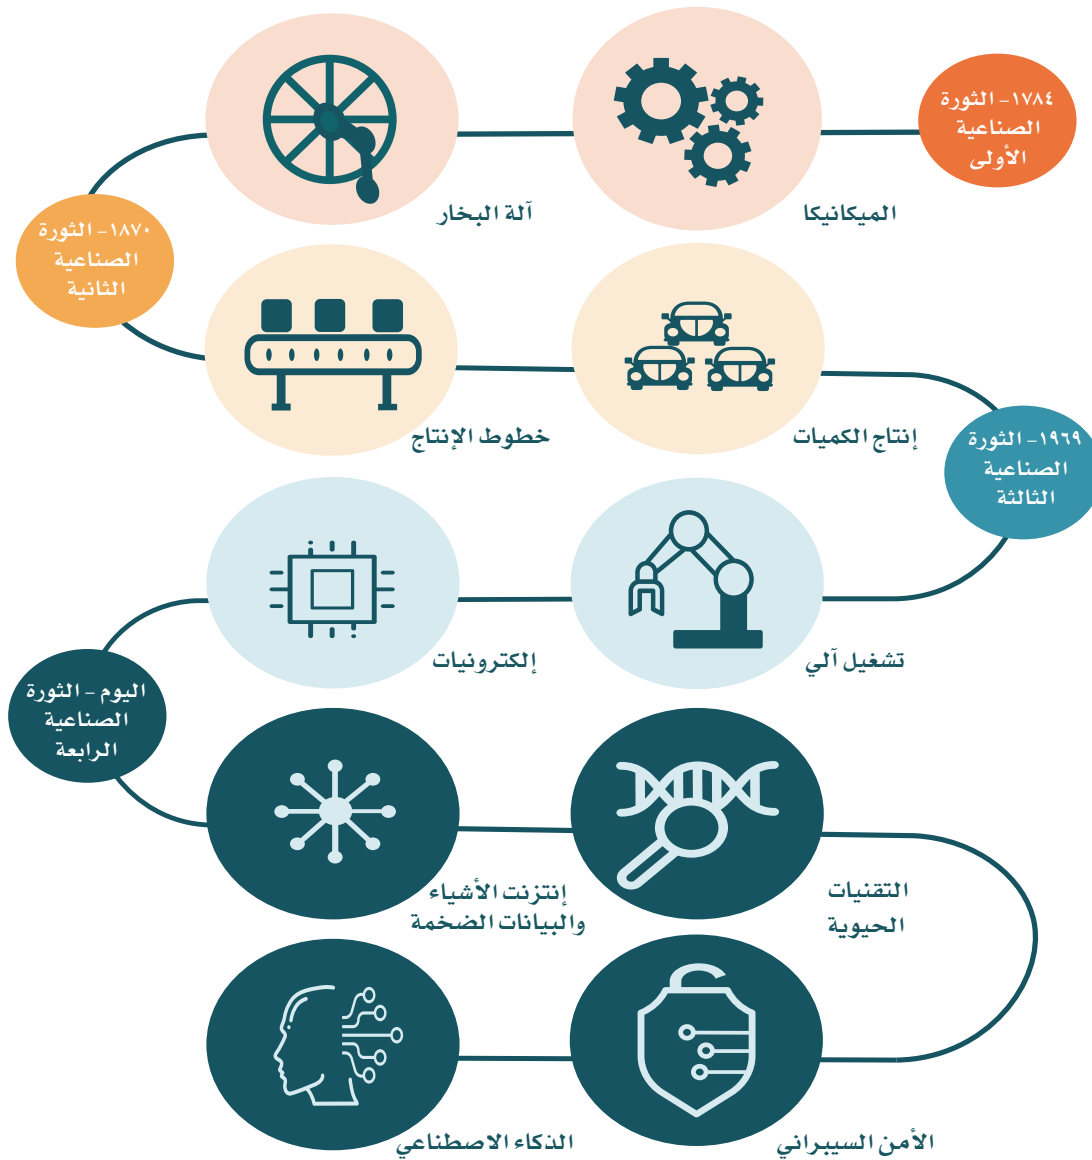 ١٧٨٤- الثورة
الصناعية
الأولى
الميكانيكا
آلة البخار
١٨٧٠- الثورة
الصناعية
الثانية
خطوط الإنتاج
إنتاج الكميات
١٩٦٩- الثورة
الصناعية
الثالثة
تشغيل آلي
إلكترونيات
اليوم - الثورة
الصناعية
الرابعة
إنتزنت الأشياء
والبيانات الضخمة
التقنيات
الحيوية
الأمن السيبراني
الذكاء الاصطناعي